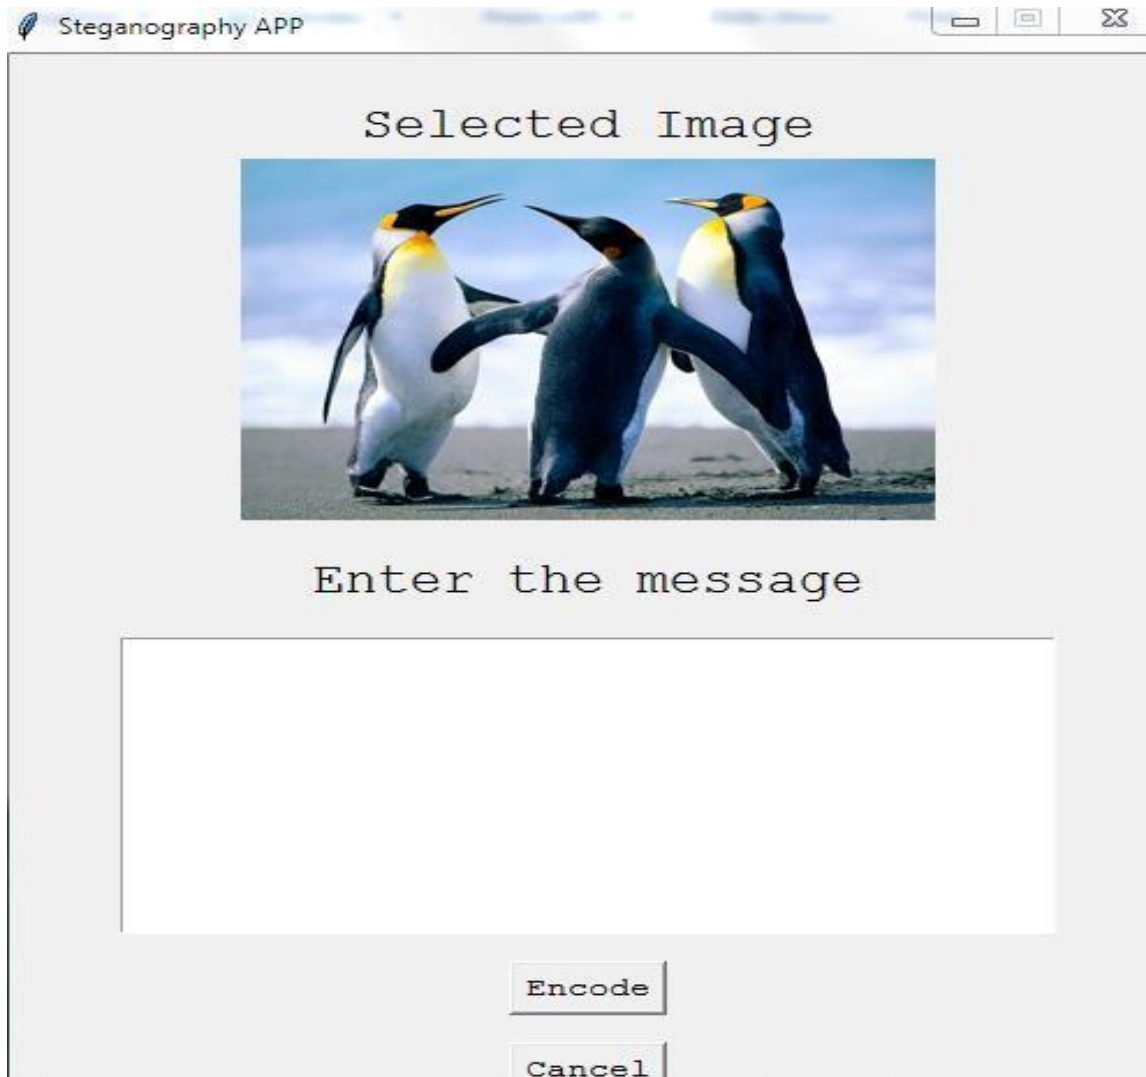 Steganography APP
Selected Image
Enter the message
Encode
Cancel